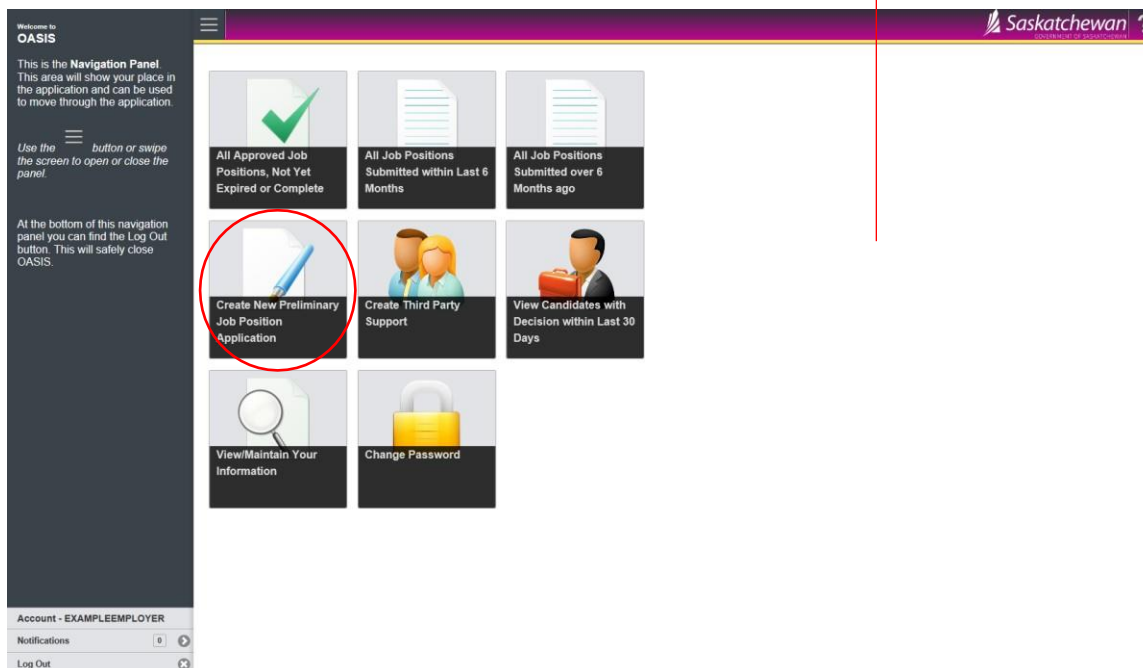 Welcome to
OASIS
This is the Navigation Panel.
This area will show your place in
the application and can be used
to move through the application.
Use the button or swipe
the screen to open or close the
panel.
At the bottom of this navigation
panel you can find the Log Out
button. This will safely close
OASIS.
Saskatchewan
GOVERNMENT OF SASKATCHEWAN
?
All Approved Job
Positions, Not Yet
Expired or Complete
All Job Positions
Submitted within Last 6
Months
All Job Positions
Submitted over 6
Months ago
Create New Preliminary
Job Position
Application
Create Third Party
Support
View Candidates with
Decision within Last 30
Days
View/Maintain Your
Information
Change Password
Account - EXAMPLEEMPLOYER
Notifications 0
Log Out